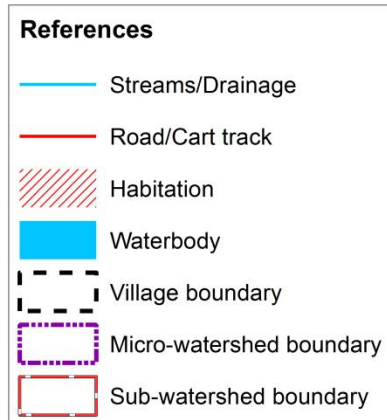 References
Streams/Drainage
Road/Cart track
Habitation
Waterbody
Village boundary
Micro-watershed boundary
Sub-watershed boundary